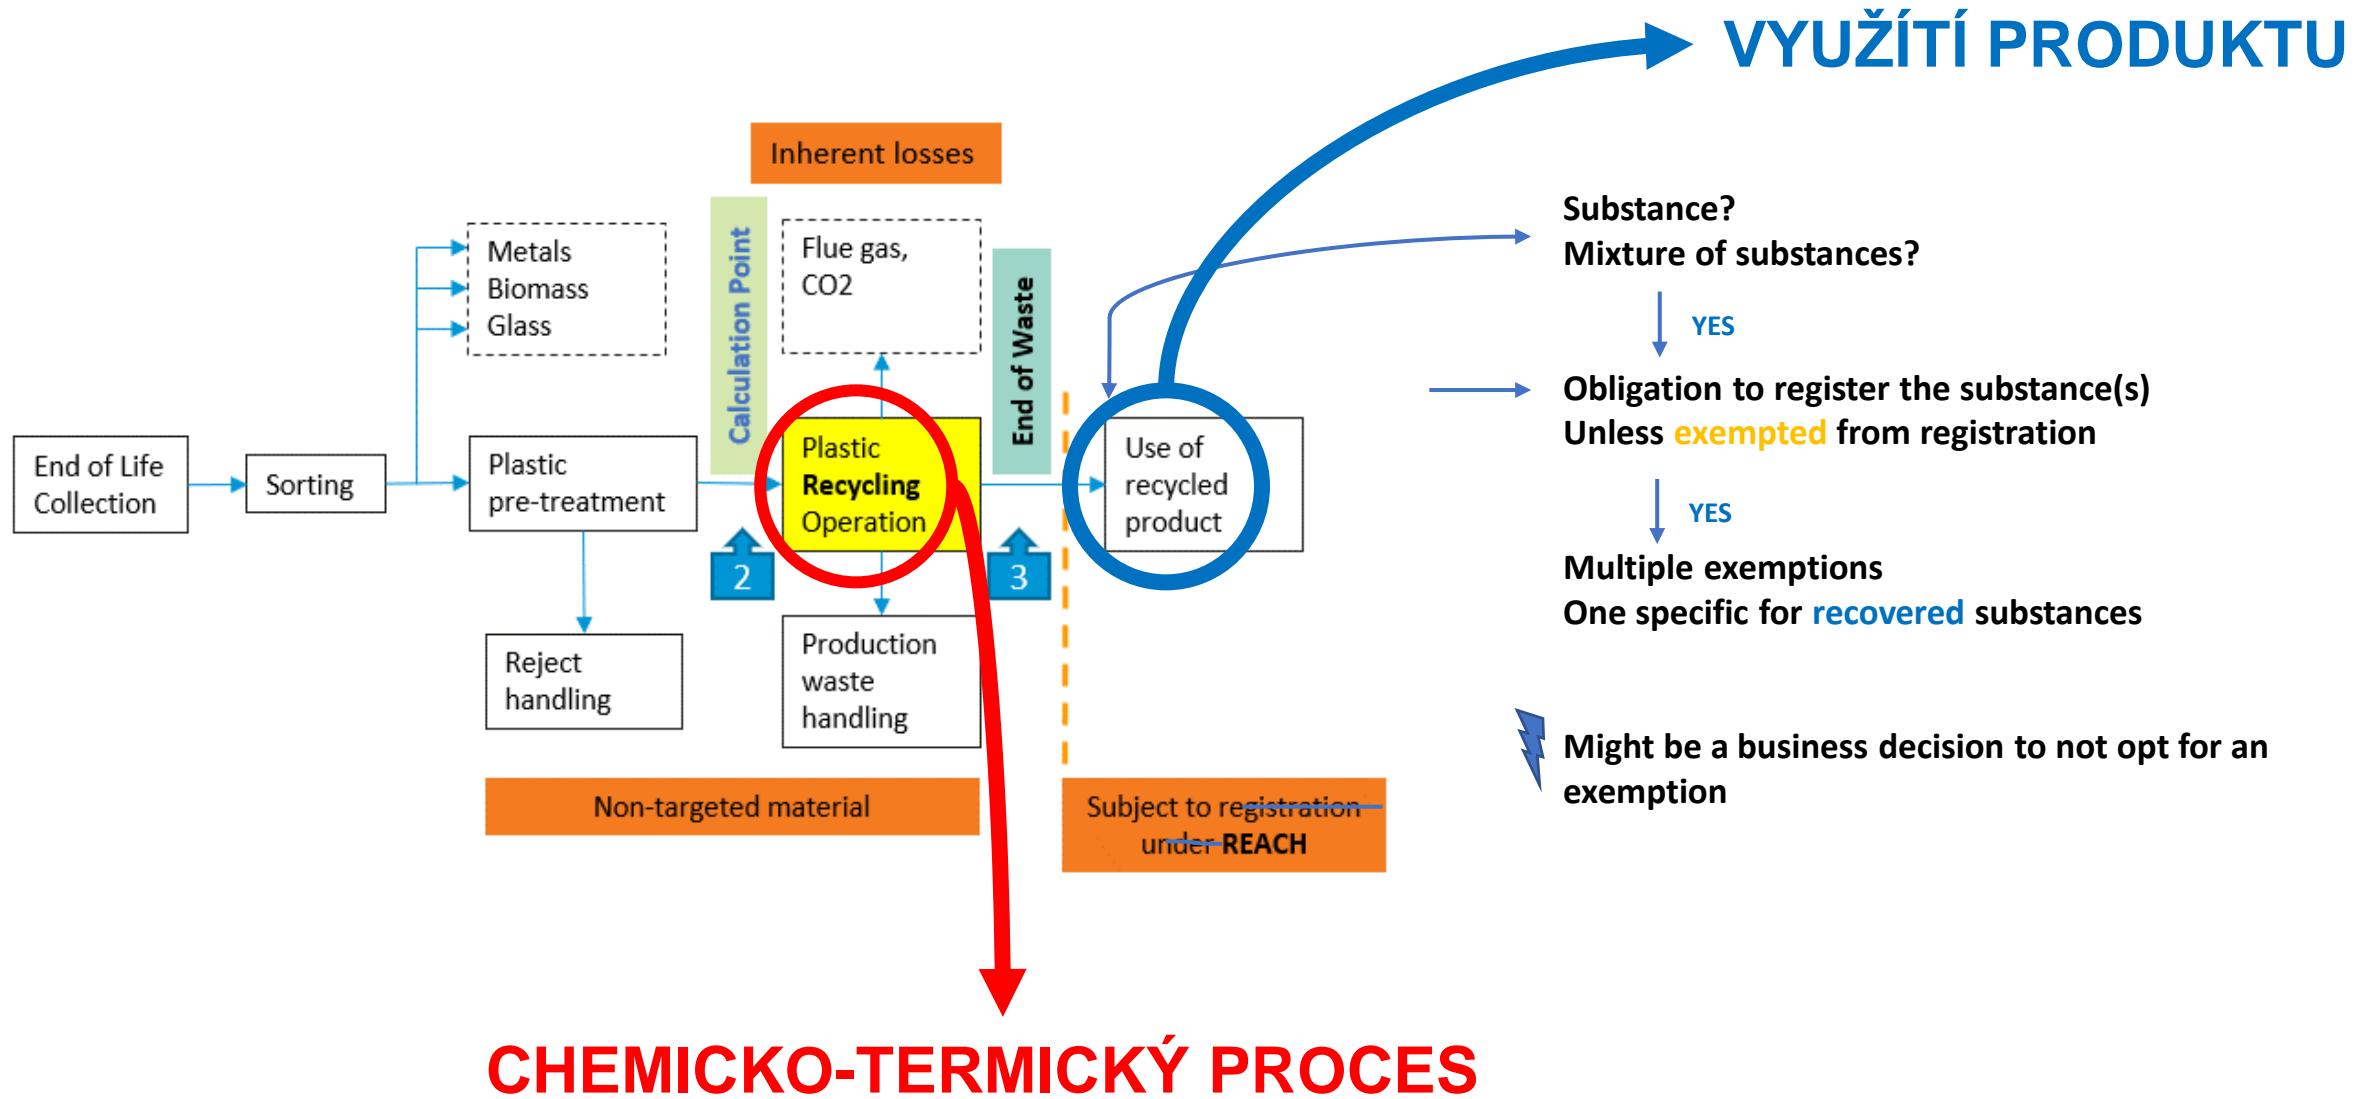 VYUŽÍTÍ PRODUKTU
Inherent losses
Substance?
Mixture of substances?
Metals
Biomass
Glass
Calculation Point
Flue gas,
CO2
End of Waste
YES
Obligation to register the substance(s)
Unless exempted from registration
End of Life
Collection
Sorting
Plastic
pre-treatment
Plastic
Recycling
Operation
Use of
recycled
product
YES
2
3
Multiple exemptions
One specific for recovered substances
Reject
handling
Production
waste
handling
Might be a business decision to not opt for an
exemption
Non-targeted material
Subject to registration
under REACH
CHEMICKO-TERMICKÝ PROCES